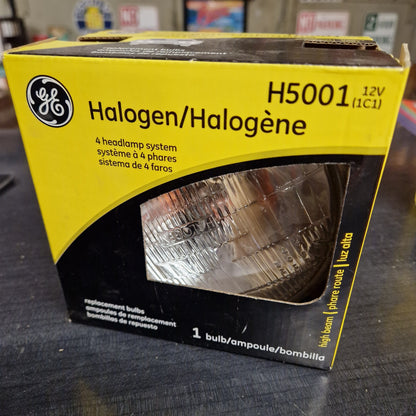 GE
Halogen/Halogène
H5001
12V
(1C1)
4 headlamp system
système à 4 phares
sistema de 4 faros
replacement bulbs
ampoules de remplacement
bombillas de repuesto
1 bulb/ampoule/bombilla
high beam | phare route | luz alta